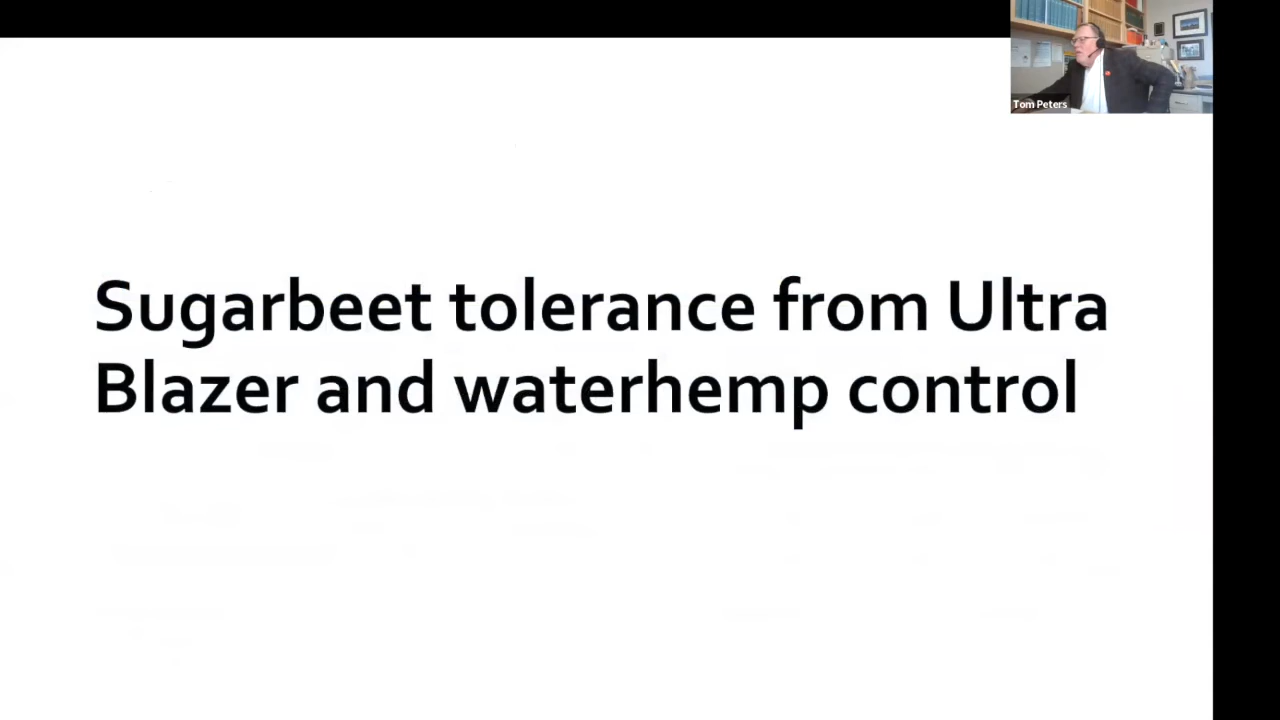 Tom Peters
Sugarbeet tolerance from Ultra
Blazer and waterhemp control